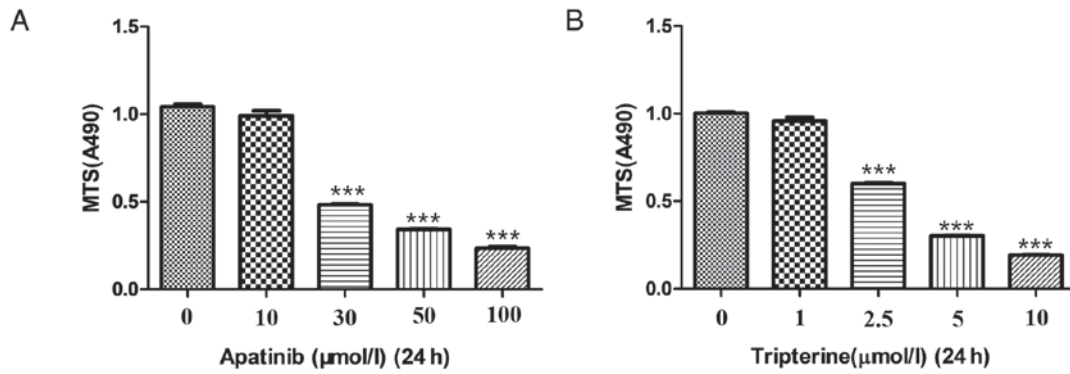 A
MTS(A490)
1.5
1.0
0.5
0.0
***
***
***
0 10 30 50 100
Apatinib (μmol/l) (24 h)
B
MTS(A490)
1.5
1.0
0.5
0.0
***
***
***
0 1 2.5 5 10
Tripterine(μmol/l) (24 h)